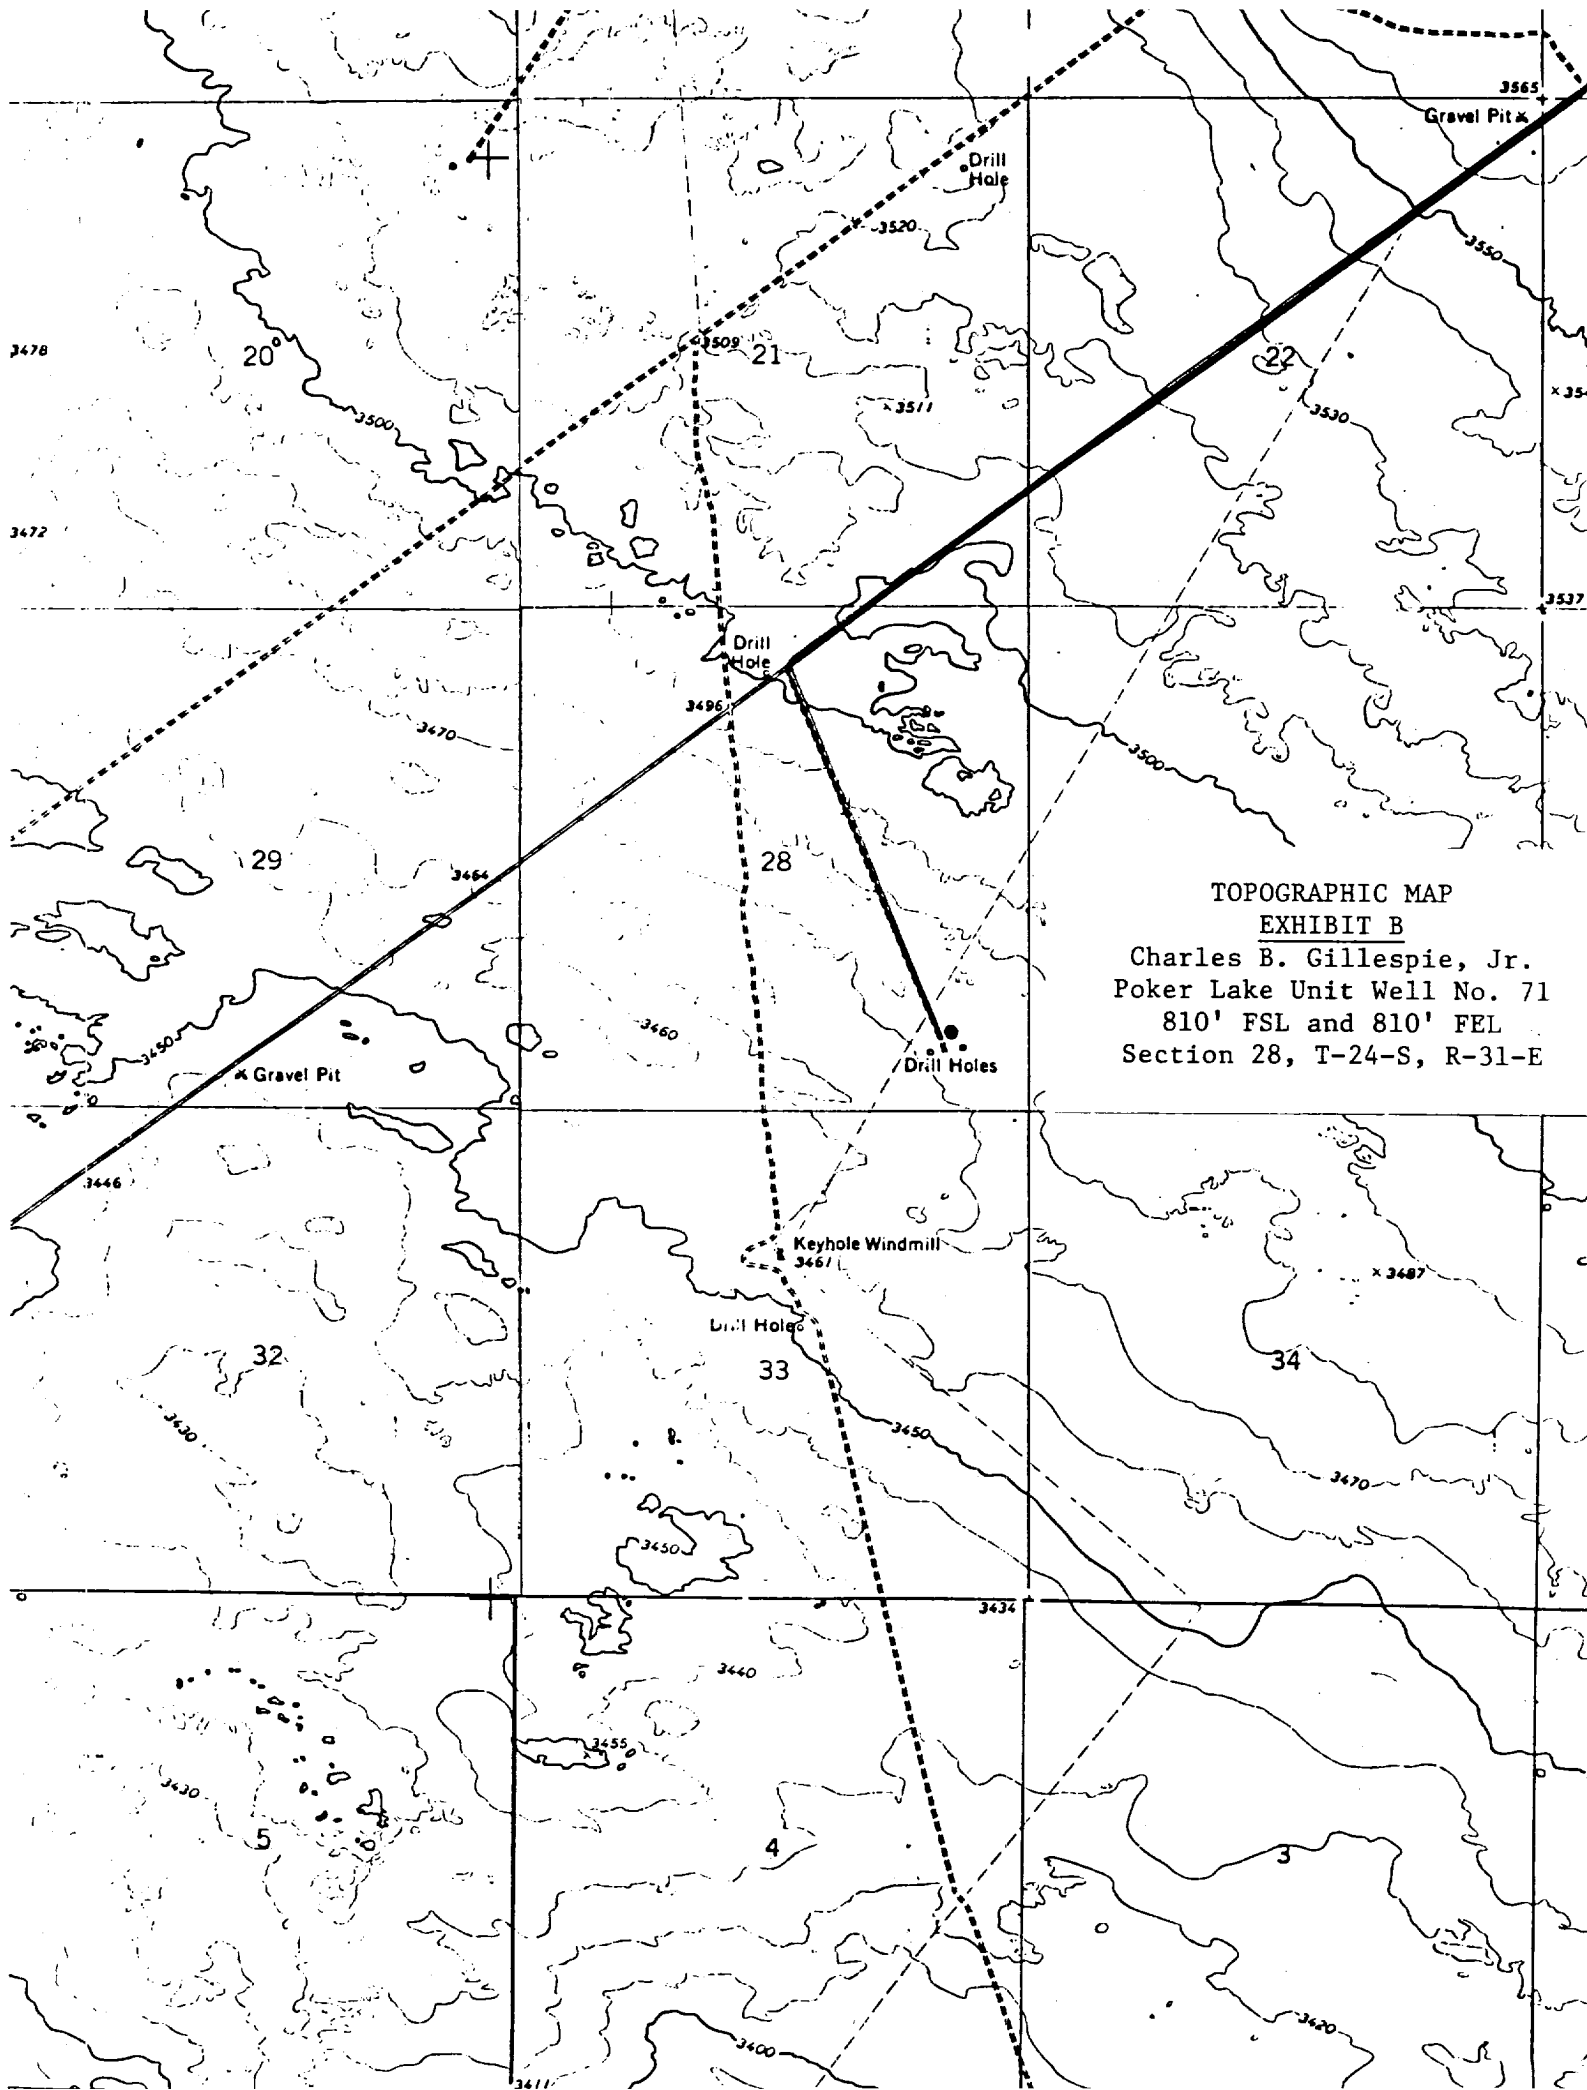 3565
Gravel Pit
Drill
Hole
3520
3550
3478
20
3509
21
22
3511
3530
3500
3472
3537
Drill
Hole
3496
3470
3500
29
3464
28
TOPOGRAPHIC MAP
EXHIBIT B
Charles B. Gillespie, Jr.
Poker Lake Unit Well No. 71
810' FSL and 810' FEL
Section 28, T-24-S, R-31-E
3460
3450
Gravel Pit
Drill Holes
3446
Keyhole Windmill
3461
3487
Drill Hole
32
33
34
3430
3450
3470
3450
3434
3440
3455
3430
5
4
3
3420
3400
3411